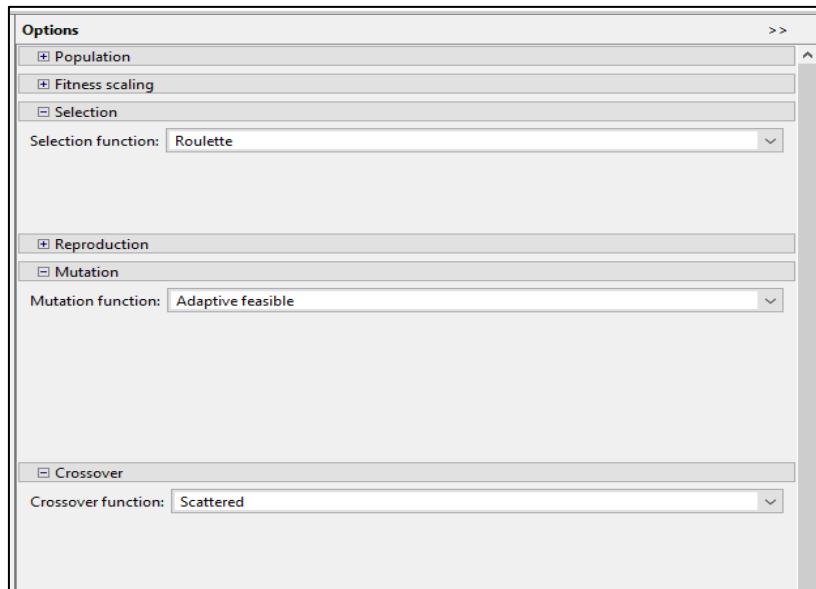 Options >>
Population
Fitness scaling
Selection
Selection function: Roulette
Reproduction
Mutation
Mutation function: Adaptive feasible
Crossover
Crossover function: Scattered